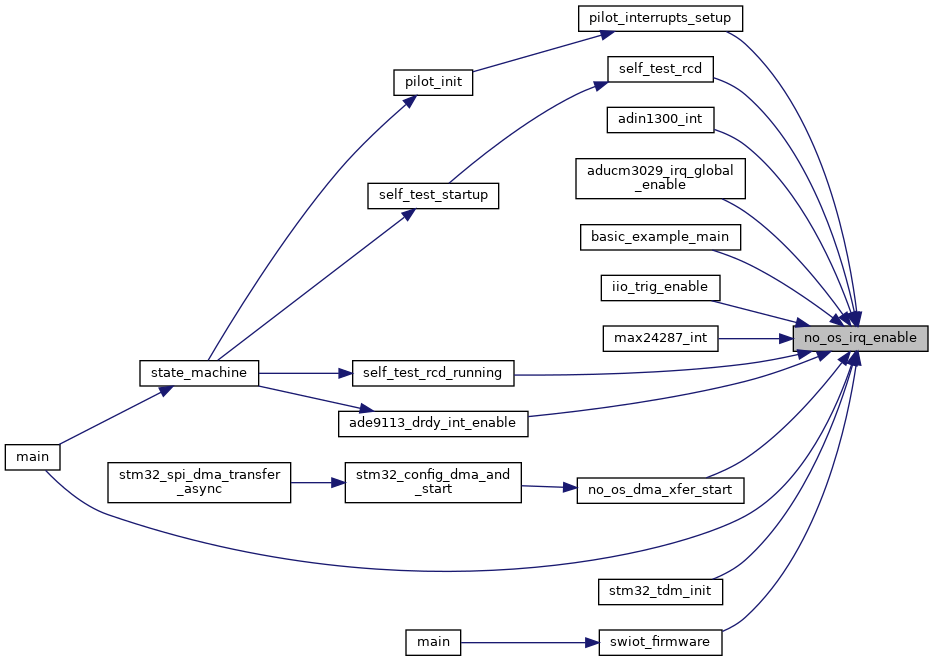 pilot_interrupts_setup
self_test_rcd
pilot_init
adin1300_int
aducm3029_irq_global
_enable
self_test_startup
basic_example_main
iio_trig_enable
max24287_int
no_os_irq_enable
state_machine
self_test_rcd_running
ade9113_drdy_int_enable
main
stm32_spi_dma_transfer
_async
stm32_config_dma_and
_start
no_os_dma_xfer_start
stm32_tdm_init
main
swiot_firmware